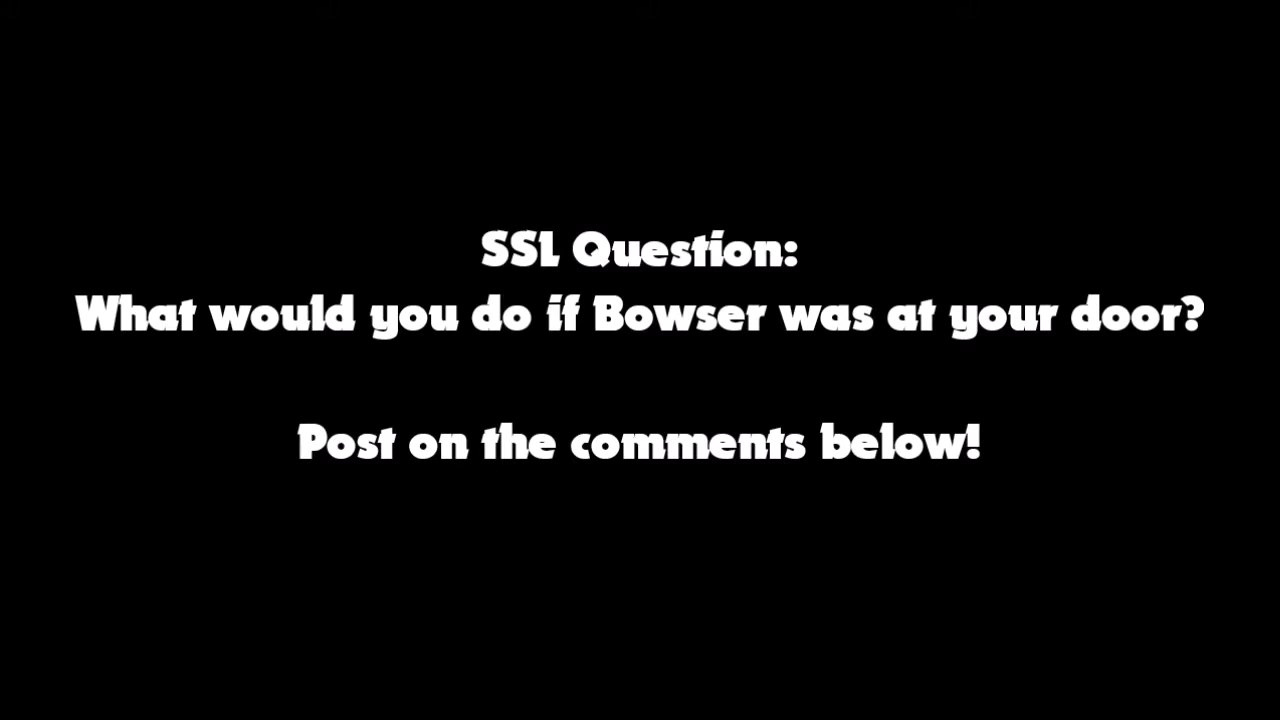 SSL Question:
What would you do if Bowser was at your door?
Post on the comments below!